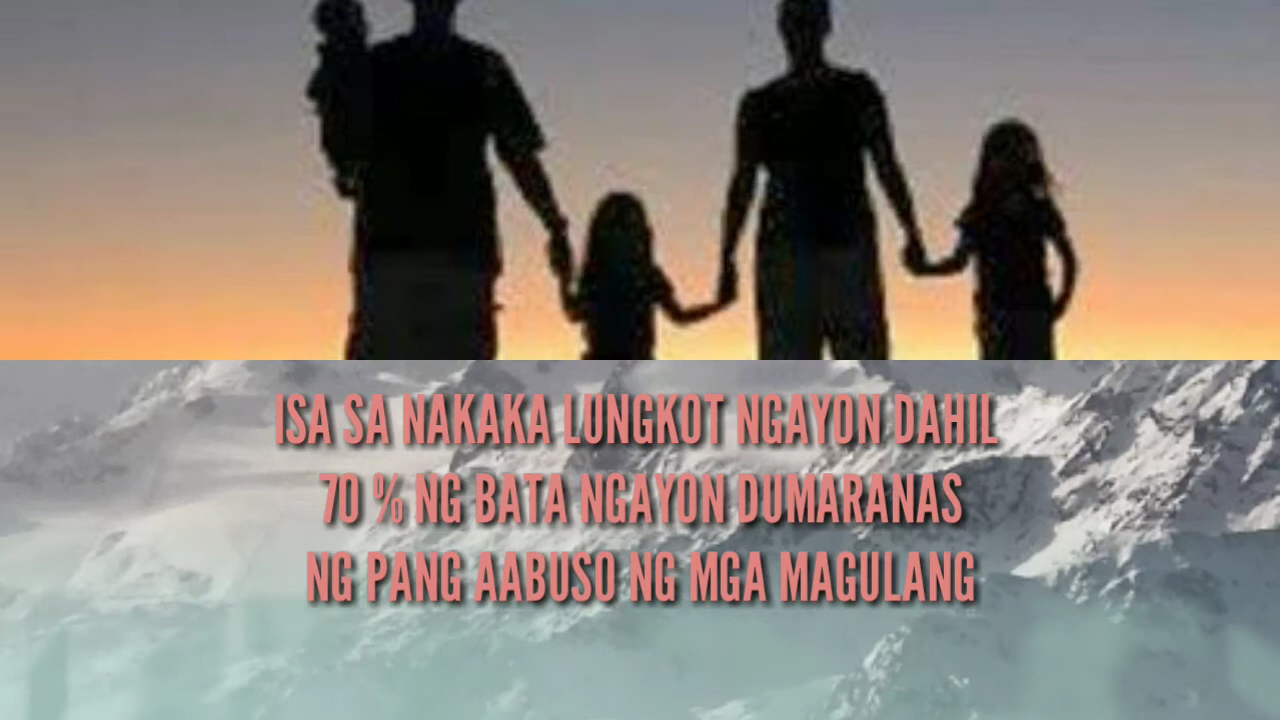 ISA SA NAKAKA LUNGKOT NGAYON DAHIL
70 % NG BATA NGAYON DUMARANAS
NG PANG AABUSO NG MGA MAGULANG